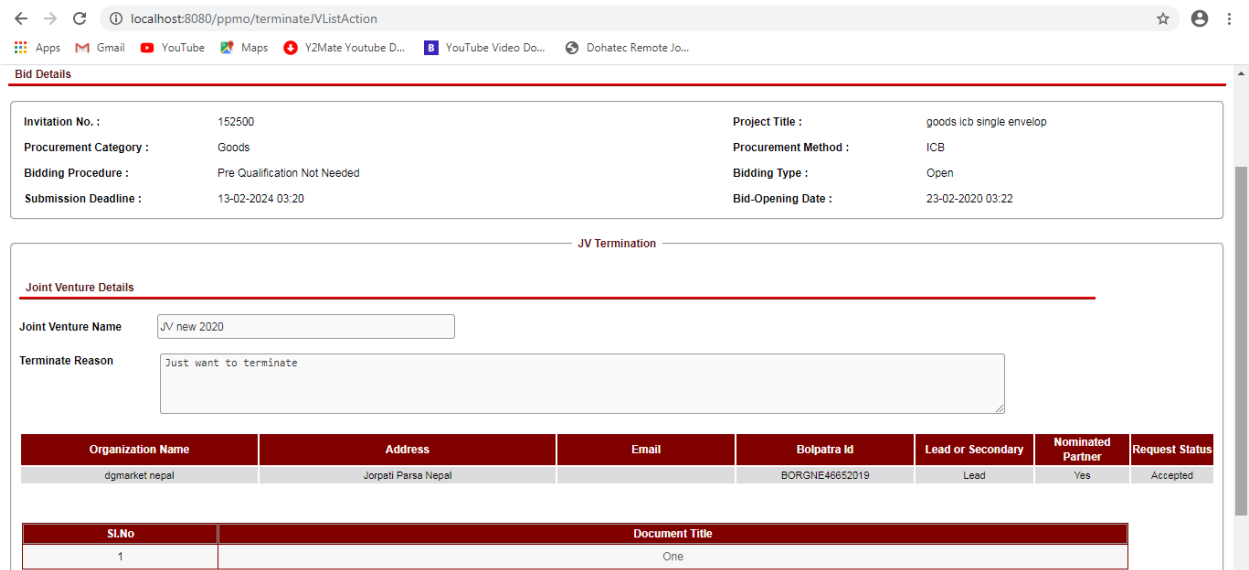 localhost:8080/ppmo/terminateJVListAction
Apps Gmail YouTube Maps Y2Mate Youtube D... YouTube Video Do... Dohatec Remote Jo...
Bid Details
Invitation No. : 152500 Project Title : goods icb single envelop
Procurement Category : Goods Procurement Method : ICB
Bidding Procedure : Pre Qualification Not Needed Bidding Type : Open
Submission Deadline : 13-02-2024 03:20 Bid-Opening Date : 23-02-2020 03:22
JV Termination
Joint Venture Details
Joint Venture Name JV new 2020
Terminate Reason Just want to terminate
Organization Name Address Email Bolpatra Id Lead or Secondary Nominated Partner Request Status
dgmarket nepal Jorpati Parsa Nepal BORGNE46652019 Lead Yes Accepted
Sl.No Document Title
1 One